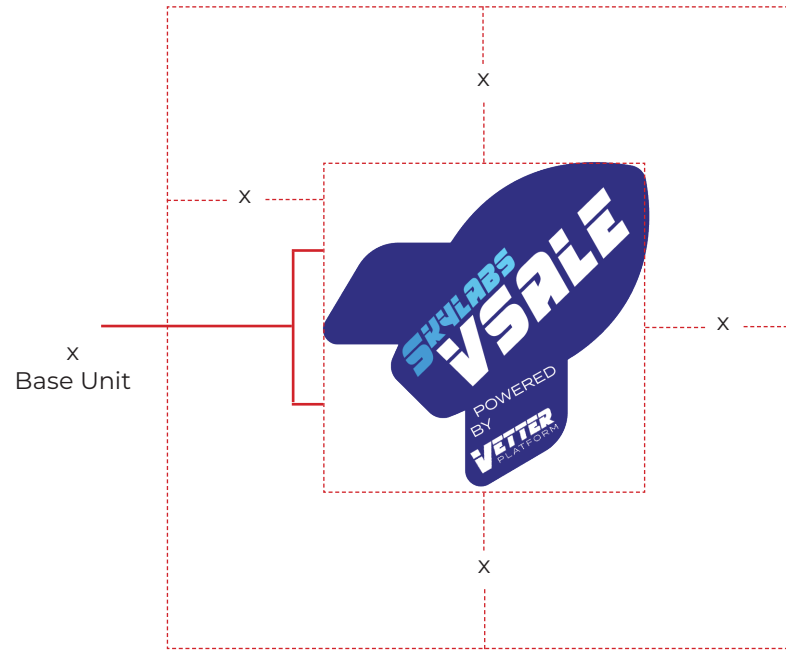 x
x
SKYLABS
VSALE
x
x
Base Unit
POWERED
BY
VETTER
PLATFORM
x